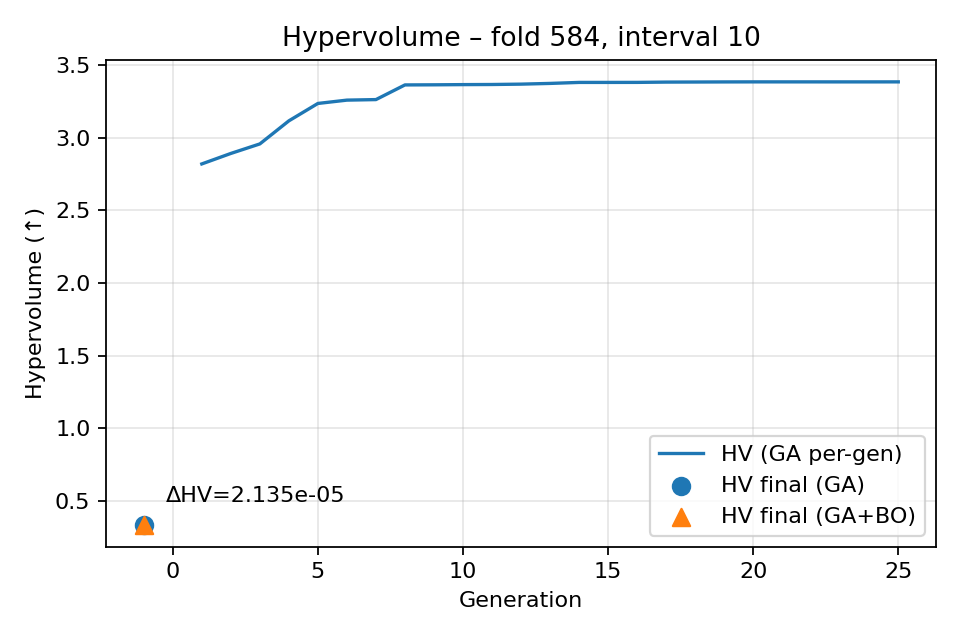 Hypervolume – fold 584, interval 10
Hypervolume (↑)
3.5
3.0
2.5
2.0
1.5
1.0
0.5
ΔHV=2.135e-05
HV (GA per-gen)
HV final (GA)
HV final (GA+BO)
0 5 10 15 20 25
Generation